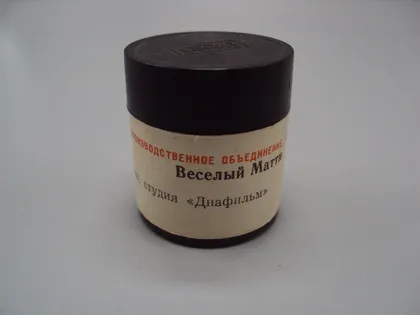 ПРОИЗВОДСТВЕННОЕ ОБЪЕДИНЕНИЕ
Веселый Матти
студия «Диафильм»